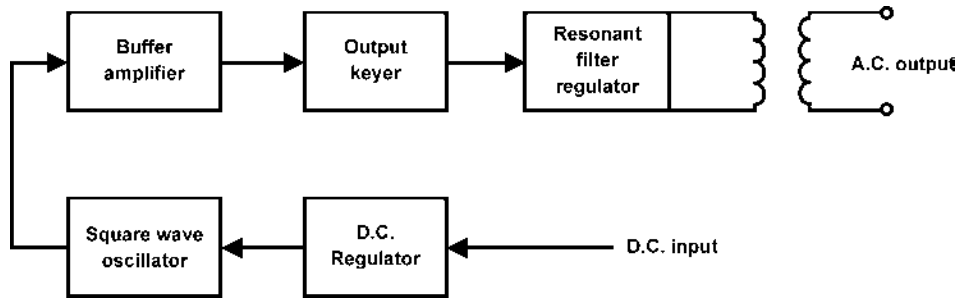 Buffer
amplifier
Output
keyer
Resonant
filter
regulator
A.C. output
Square wave
oscillator
D.C.
Regulator
D.C. input